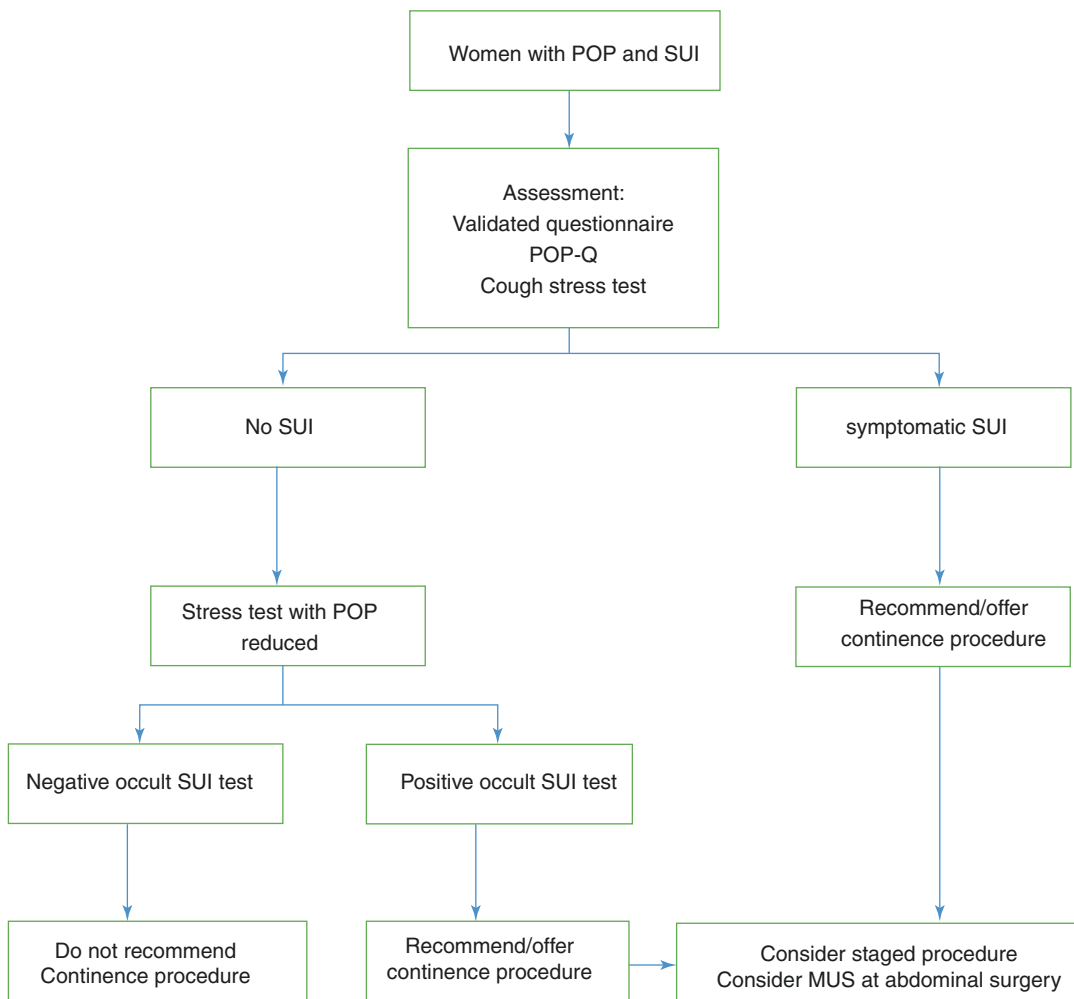 Women with POP and SUI
Assessment:
Validated questionnaire
POP-Q
Cough stress test
No SUI
symptomatic SUI
Stress test with POP
reduced
Recommend/offer
continence procedure
Negative occult SUI test
Positive occult SUI test
Do not recommend
Continence procedure
Recommend/offer
continence procedure
Consider staged procedure
Consider MUS at abdominal surgery